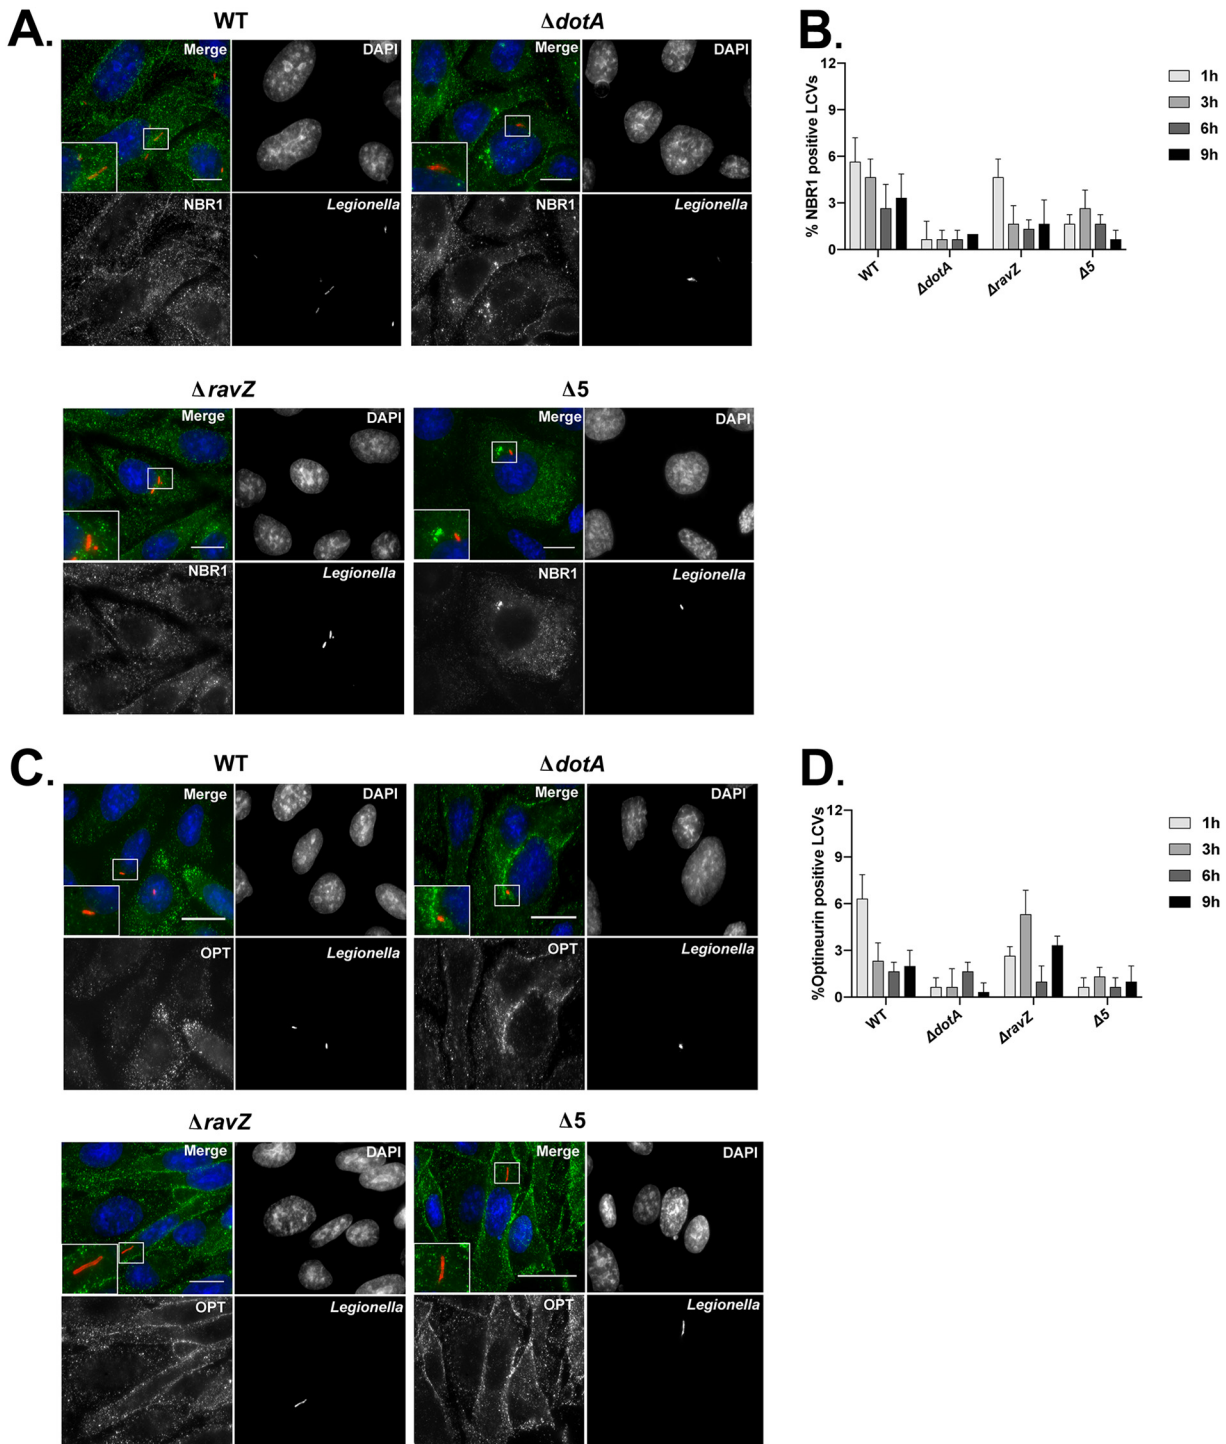 A.
WT
ΔdotA
Merge
DAPI
Merge
DAPI
NBR1
Legionella
NBR1
Legionella
B.
% NBR1 positive LCVs
12
9
6
3
0
WT
ΔdotA
ΔravZ
Δ5
1h
3h
6h
9h
ΔravZ
Δ5
Merge
DAPI
Merge
DAPI
NBR1
Legionella
NBR1
Legionella
C.
WT
ΔdotA
Merge
DAPI
Merge
DAPI
OPT
Legionella
OPT
Legionella
D.
%Optineurin positive LCVs
12
9
6
3
0
WT
ΔdotA
ΔravZ
Δ5
1h
3h
6h
9h
ΔravZ
Δ5
Merge
DAPI
Merge
DAPI
OPT
Legionella
OPT
Legionella